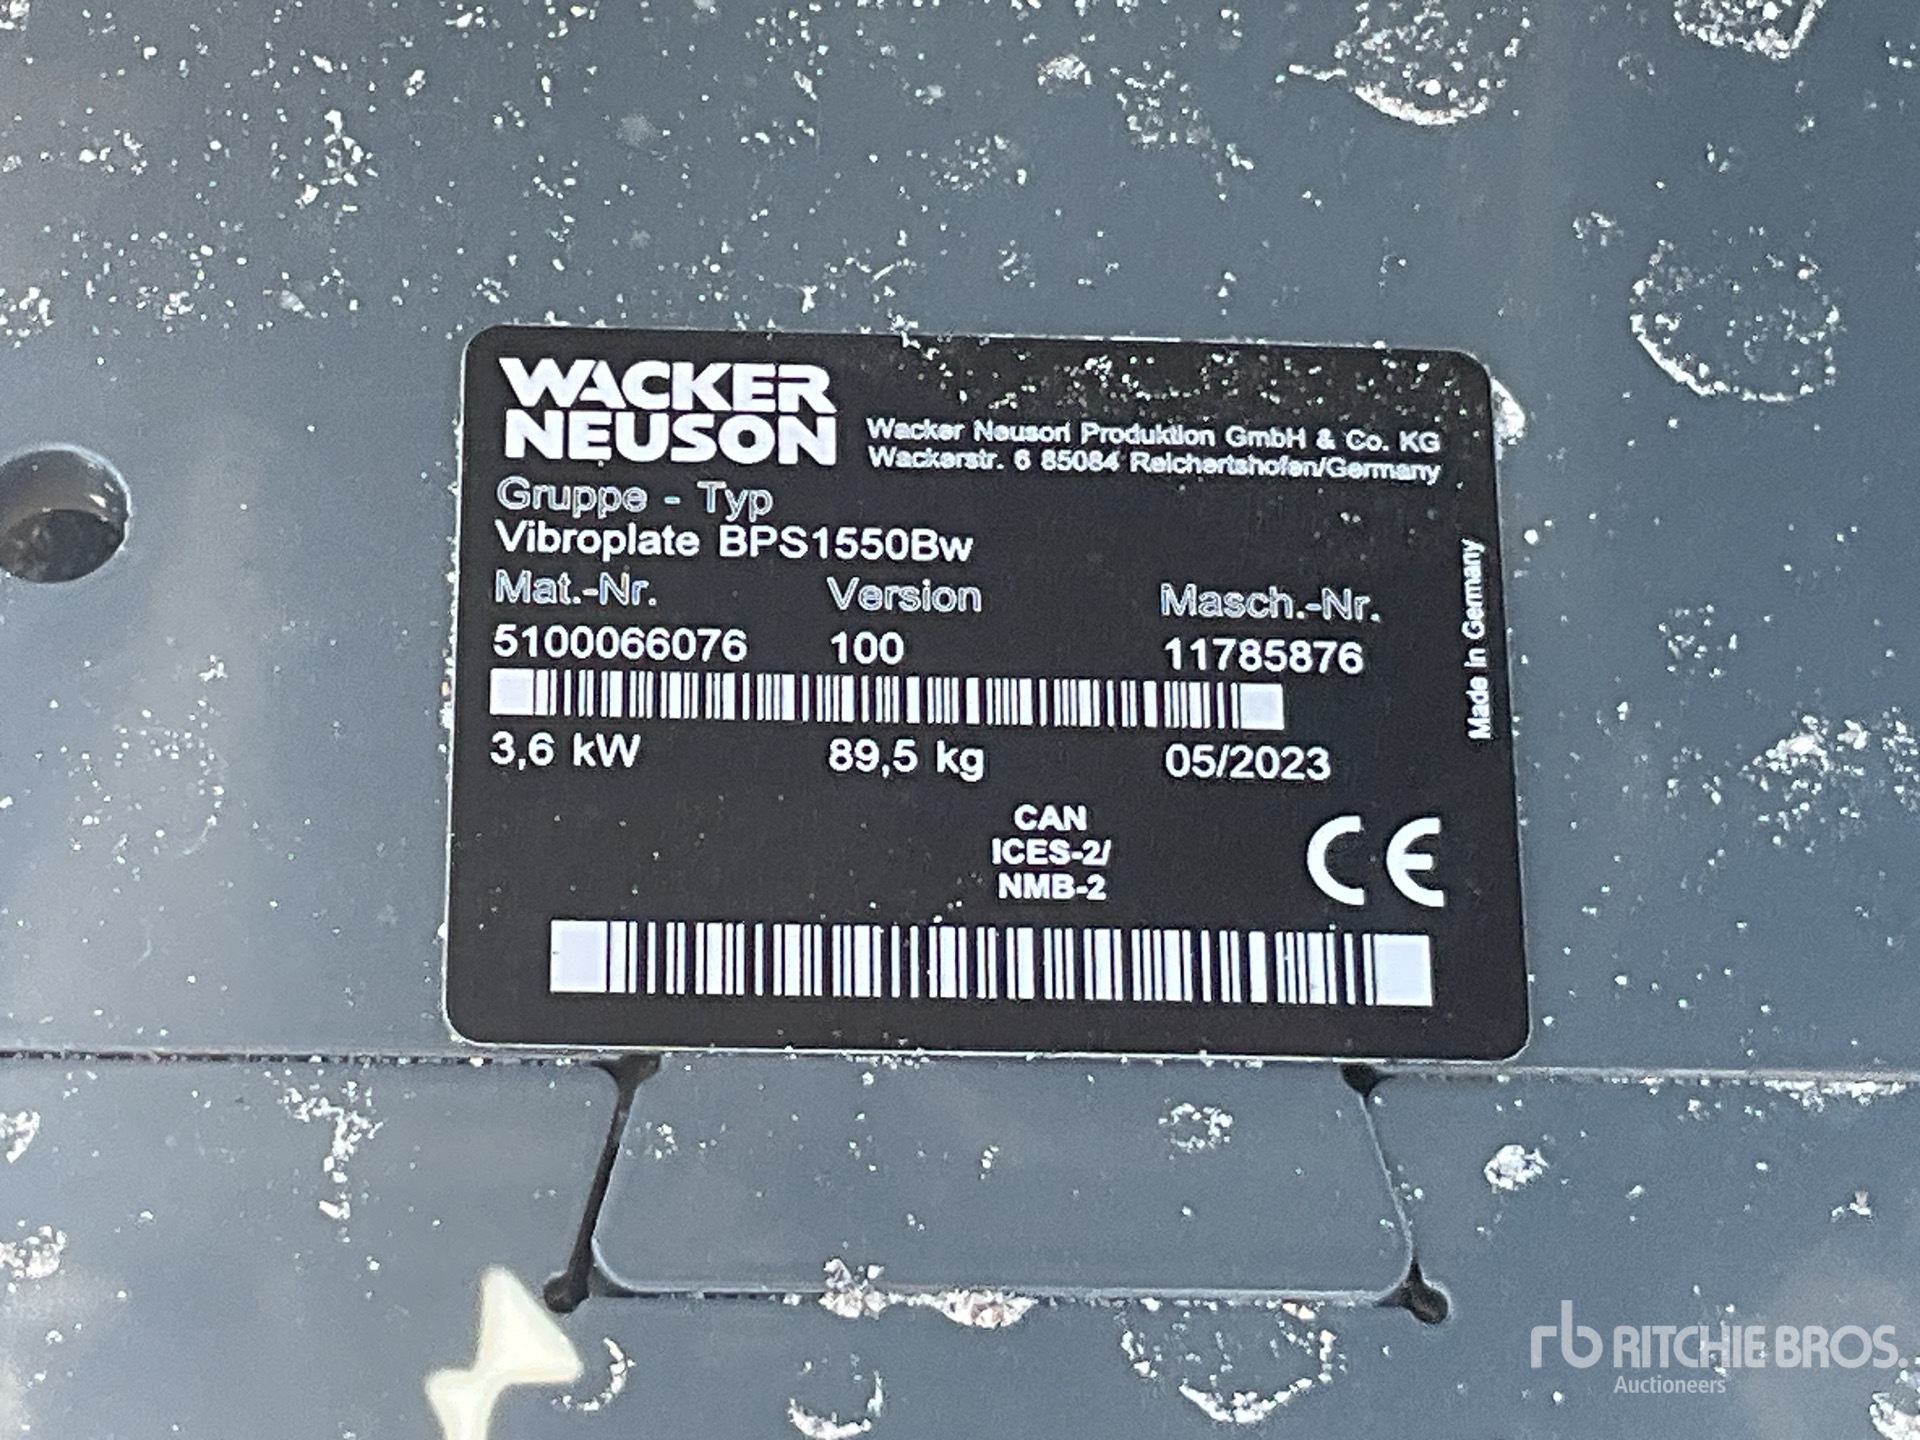 WACKER
NEUSON
Wacker Neuson Produktion GmbH & Co. KG
Wackerstr. 6 85084 Reichertshofen/Germany
Gruppe - Typ
Vibroplate BPS1550Bw
Mat.-Nr. Version Masch.-Nr.
5100066076 100 11785876
3,6 kW 89,5 kg 05/2023
Made in Germany
CAN
ICES-2/
NMB-2
CE
rb RITCHIE BROS.
Auctioneers